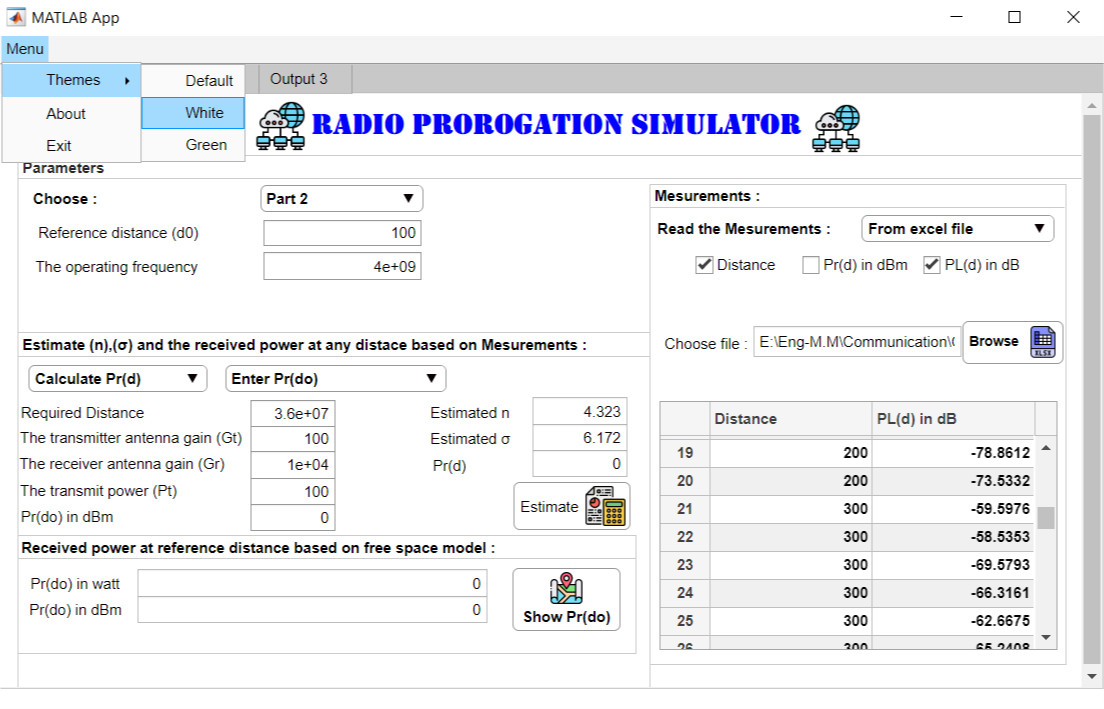 MATLAB App
Menu
Themes
Default
Output 3
White
About
Green
Exit
RADIO PROROGATION SIMULATOR
Parameters
Choose :
Part 2
Reference distance (d0)
100
The operating frequency
4e+09
Mesurements :
Read the Mesurements :
From excel file
Distance
Pr(d) in dBm
PL(d) in dB
Choose file :
E:\Eng-M.M\Communication\
Browse
XLSX
Estimate (n),(σ) and the received power at any distace based on Mesurements :
Calculate Pr(d)
Enter Pr(do)
Required Distance
3.6e+07
Estimated n
4.323
The transmitter antenna gain (Gt)
100
Estimated σ
6.172
The receiver antenna gain (Gr)
1e+04
Pr(d)
0
The transmit power (Pt)
100
Estimate
Pr(do) in dBm
0
Received power at reference distance based on free space model :
Pr(do) in watt
0
Pr(do) in dBm
0
Show Pr(do)
Distance PL(d) in dB
19 200 -78.8612
20 200 -73.5332
21 300 -59.5976
22 300 -58.5353
23 300 -69.5793
24 300 -66.3161
25 300 -62.6675
26 300 -65.2408